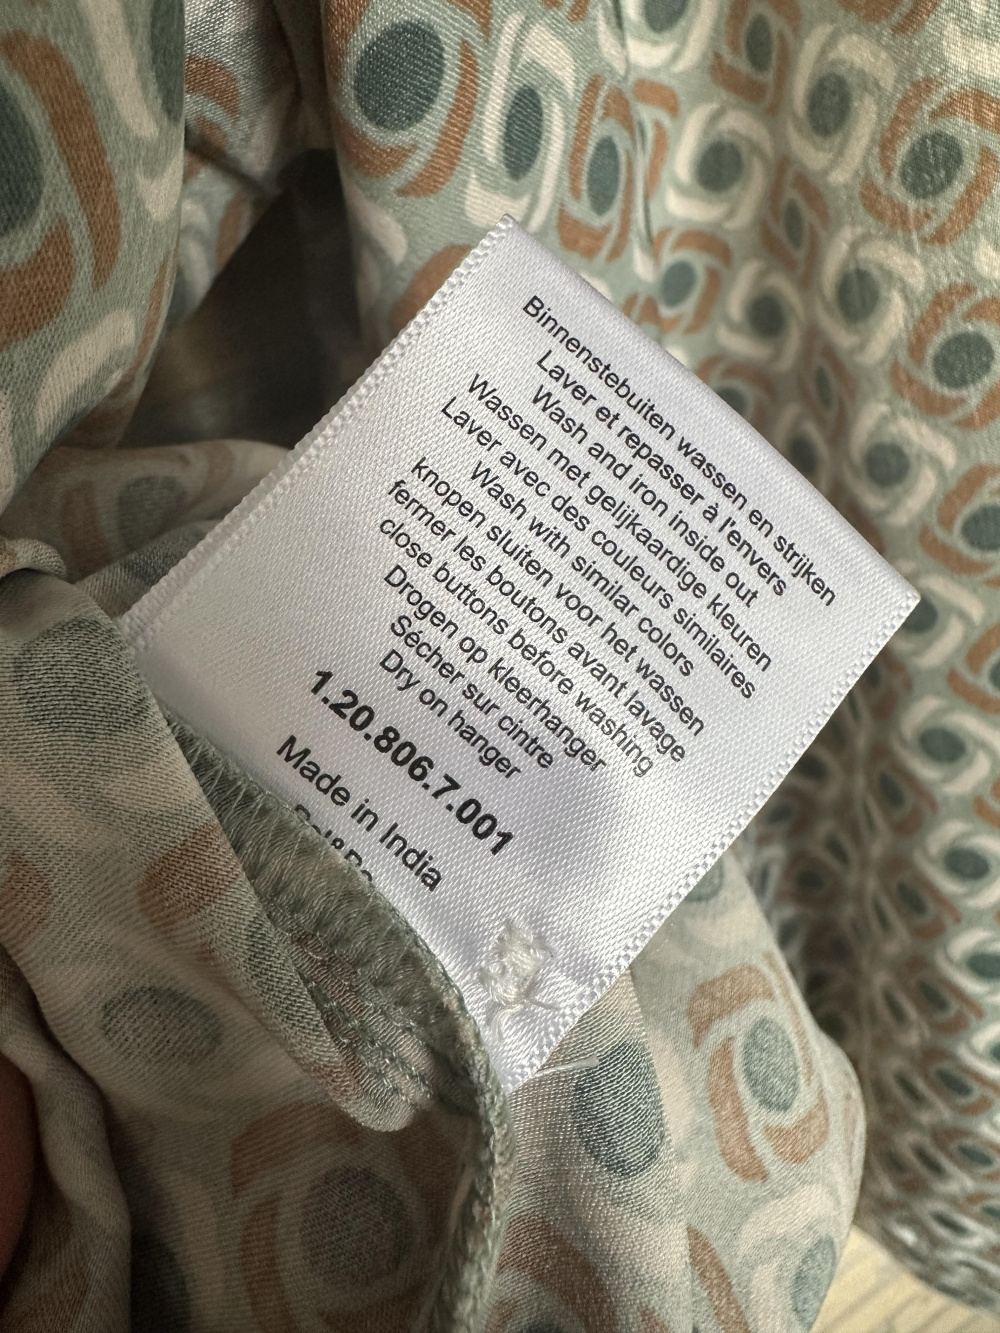 Binnenstebuiten wassen en strijken
Laver et repasser à l'envers
Wash and iron inside out
Wassen met gelijkaardige kleuren
Laver avec des couleurs similaires
Wash with similar colors
knopen sluiten voor het wassen
fermer les boutons avant lavage
close buttons before washing
Drogen op kleerhanger
Sécher sur cintre
Dry on hanger
1.20.806.7.001
Made in India